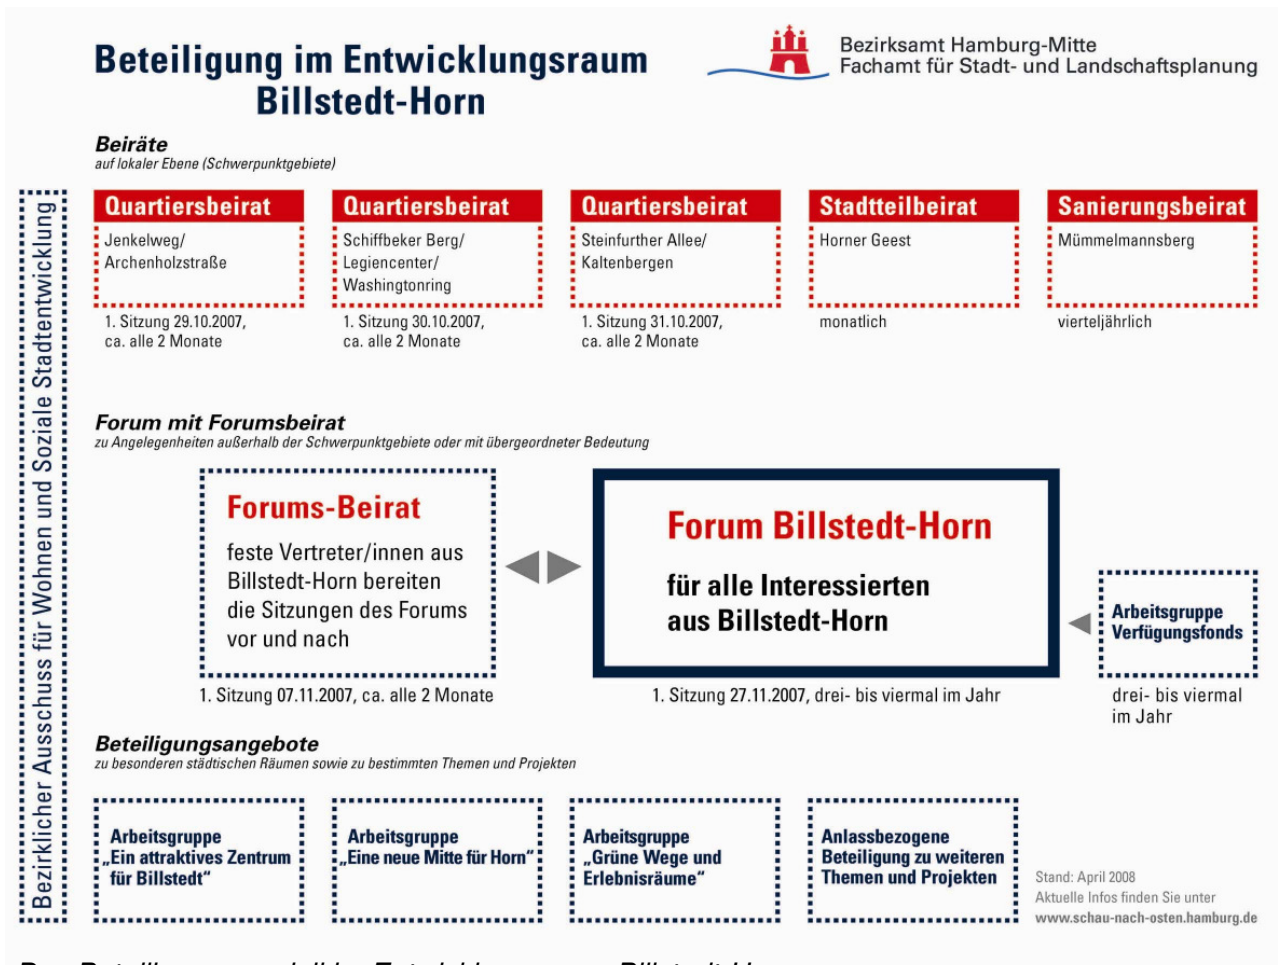 Beteiligung im Entwicklungsraum
Billstedt-Horn
Bezirksamt Hamburg-Mitte
Fachamt für Stadt- und Landschaftsplanung
Bezirklicher Ausschuss für Wohnen und Soziale Stadtentwicklung
Beiräte
auf lokaler Ebene (Schwerpunktgebiete)
Quartiersbeirat
Jenkelweg/
Archenholzstraße
1. Sitzung 29.10.2007,
ca. alle 2 Monate
Quartiersbeirat
Schiffbeker Berg/
Legiencenter/
Washingtonring
1. Sitzung 30.10.2007,
ca. alle 2 Monate
Quartiersbeirat
Steinfurther Allee/
Kaltenbergen
1. Sitzung 31.10.2007,
ca. alle 2 Monate
Stadtteilbeirat
Horner Geest
monatlich
Sanierungsbeirat
Mümmelmannsberg
vierteljährlich
Forum mit Forumsbeirat
zu Angelegenheiten außerhalb der Schwerpunktgebiete oder mit übergeordneter Bedeutung
Forums-Beirat
feste Vertreter/innen aus
Billstedt-Horn bereiten
die Sitzungen des Forums
vor und nach
1. Sitzung 07.11.2007, ca. alle 2 Monate
Forum Billstedt-Horn
für alle Interessierten
aus Billstedt-Horn
1. Sitzung 27.11.2007, drei- bis viermal im Jahr
Arbeitsgruppe
Verfügungsfonds
drei- bis viermal
im Jahr
Beteiligungsangebote
zu besonderen städtischen Räumen sowie zu bestimmten Themen und Projekten
Arbeitsgruppe
„Ein attraktives Zentrum
für Billstedt“
Arbeitsgruppe
„Eine neue Mitte für Horn“
Arbeitsgruppe
„Grüne Wege und
Erlebnisräume“
Anlassbezogene
Beteiligung zu weiteren
Themen und Projekten
Stand: April 2008
Aktuelle Infos finden Sie unter
www.schau-nach-osten.hamburg.de